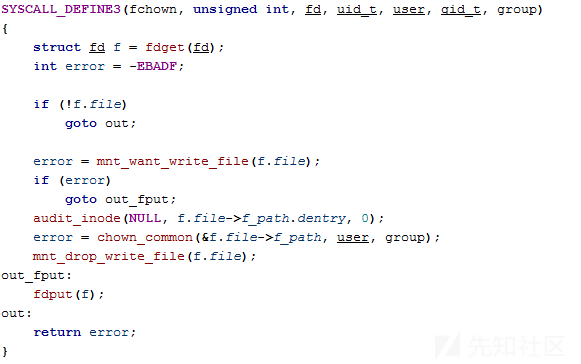 SYSCALL_DEFINE3(fchown, unsigned int, fd, uid_t, user, gid_t, group)
{
    struct fd f = fdget(fd);
    int error = -EBADF;

    if (!f.file)
        goto out;

    error = mnt_want_write_file(f.file);
    if (error)
        goto out_fput;
    audit_inode(NULL, f.file->f_path.dentry, 0);
    error = chown_common(&f.file->f_path, user, group);
    mnt_drop_write_file(f.file);
out_fput:
    fdput(f);
out:
    return error;
}
先知社区